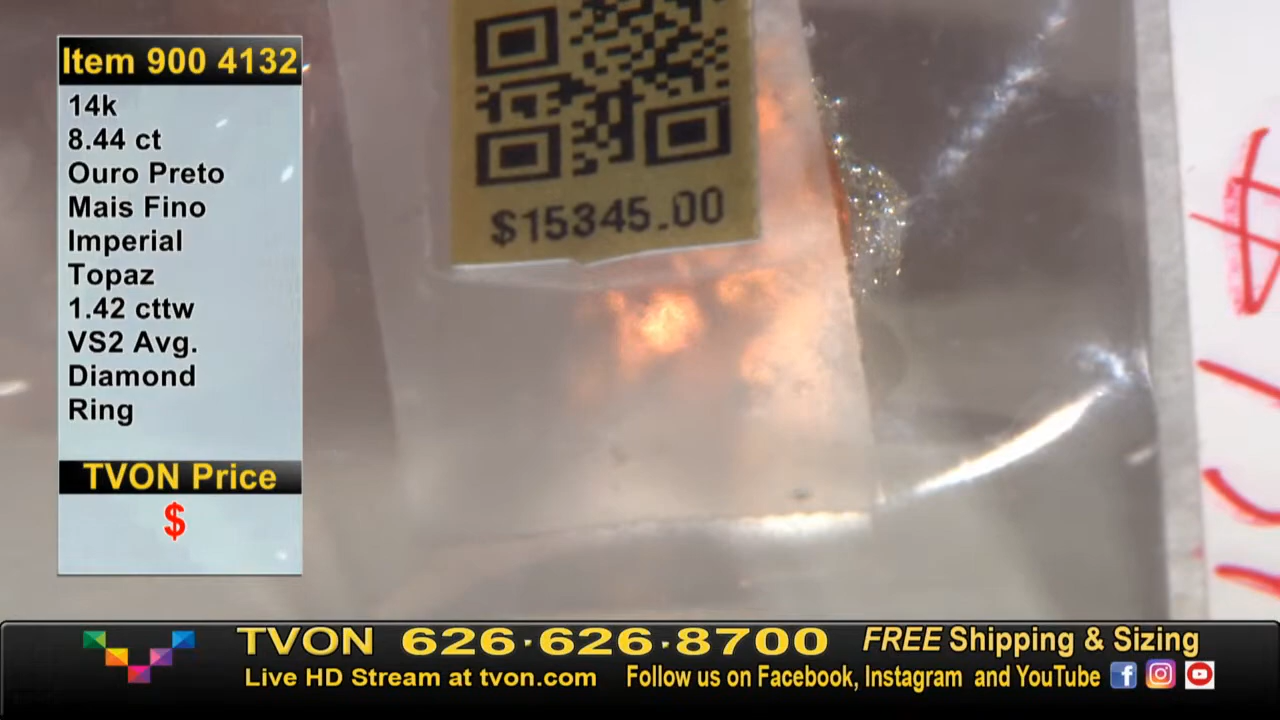 Item 900 4132
14k
8.44 ct
Ouro Preto
Mais Fino
Imperial
Topaz
1.42 cttw
VS2 Avg.
Diamond
Ring
TVON Price
$
$15345.00
$
TVON 626·626·8700 FREE Shipping & Sizing
Live HD Stream at tvon.com Follow us on Facebook, Instagram and YouTube